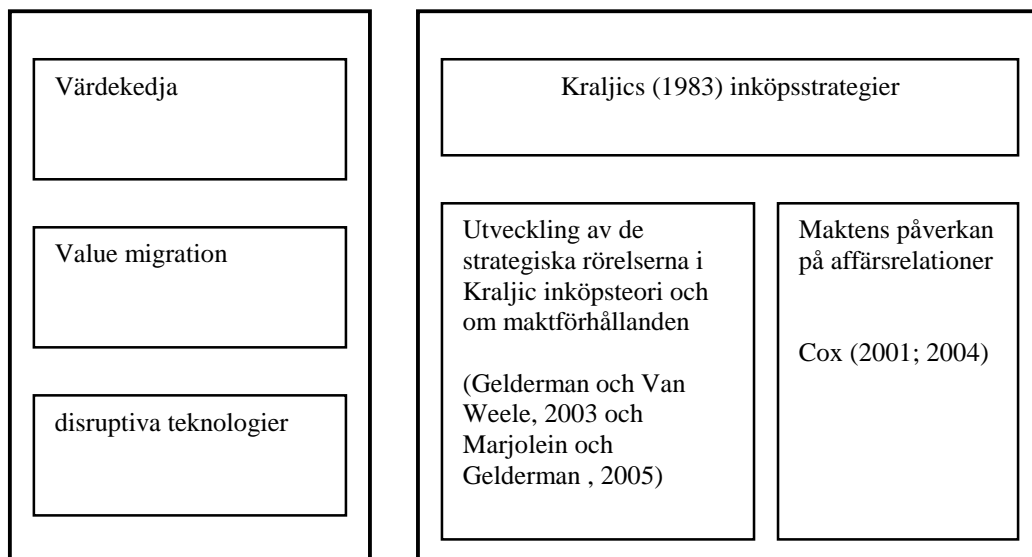 Värdekedja
Value migration
disruptiva teknologier
Kraljics (1983) inköpsstrategier
Utveckling av de
strategiska rörelserna i
Kraljic inköpsteori och
om maktförhållanden
(Gelderman och Van
Weele, 2003 och
Marjolein och
Gelderman , 2005)
Maktens påverkan
på affärsrelationer
Cox (2001; 2004)